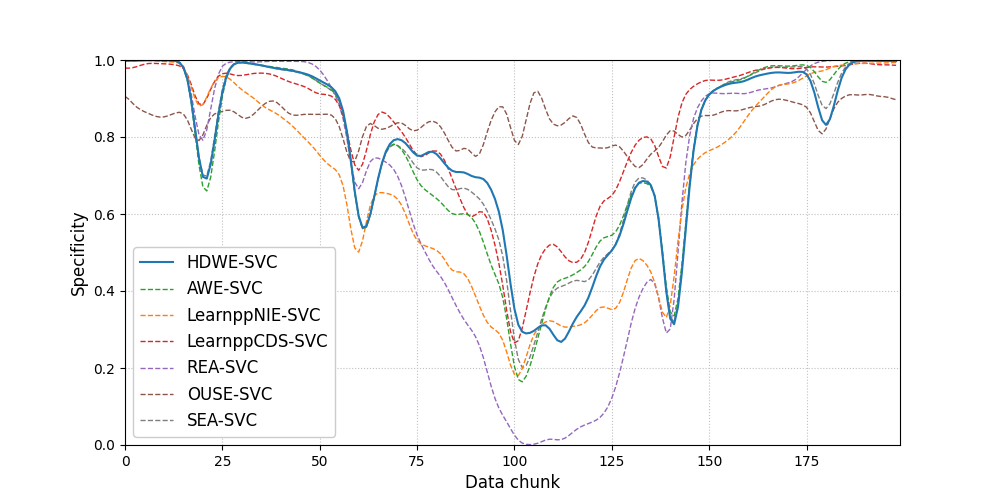 1.0
0.8
0.6
0.4
0.2
0.0
Specificity
HDWE-SVC
AWE-SVC
LearnppNIE-SVC
LearnppCDS-SVC
REA-SVC
OUSE-SVC
SEA-SVC
0 25 50 75 100 125 150 175
Data chunk